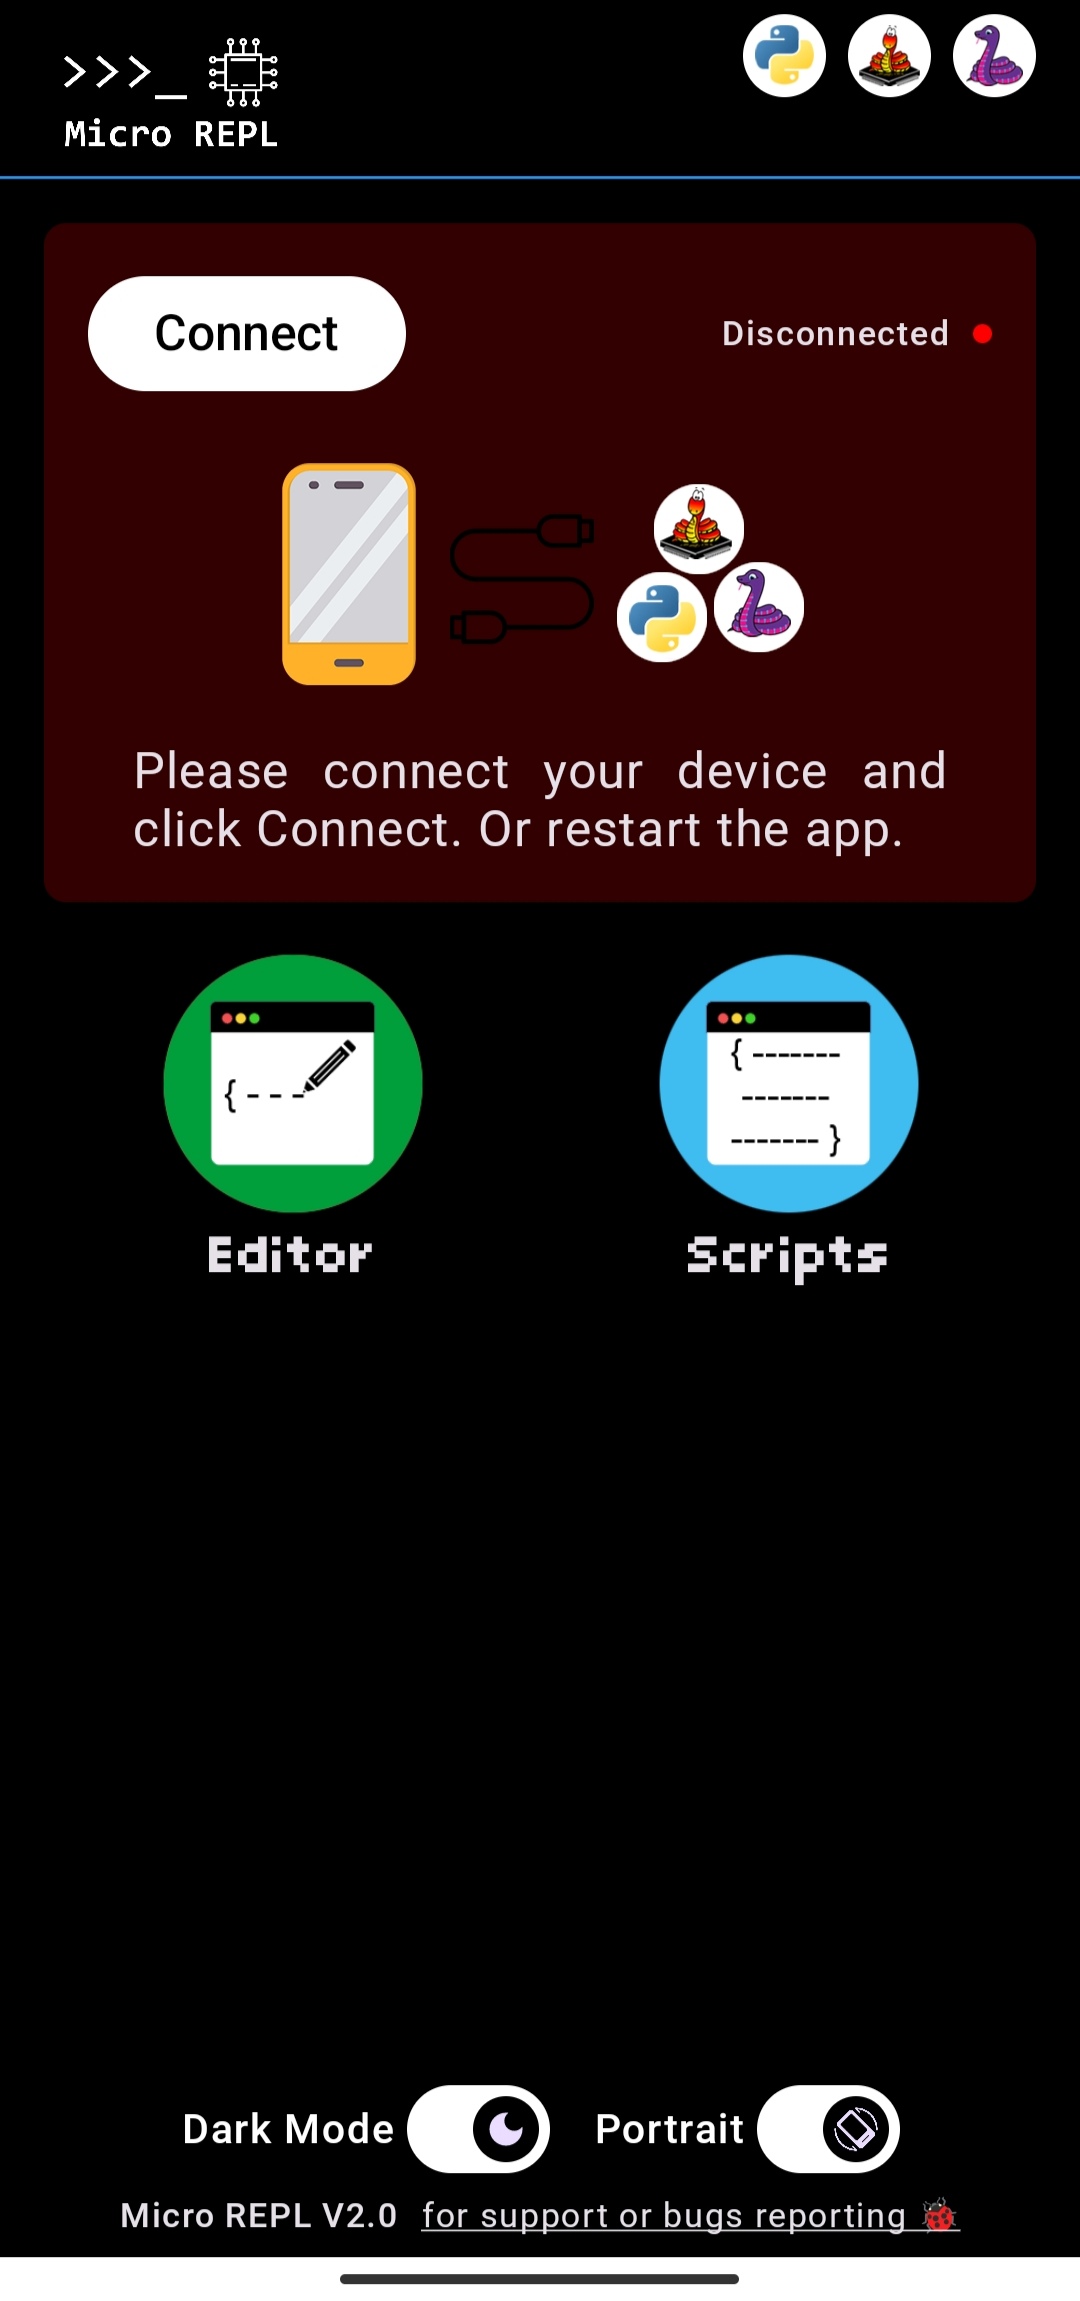 >>>_
Micro REPL
Connect
Disconnected
Please connect your device and
click Connect. Or restart the app.
{ - - -
{ -------
-------
------- }
Editor
Scripts
Dark Mode
Portrait
Micro REPL V2.0 for support or bugs reporting 🐞